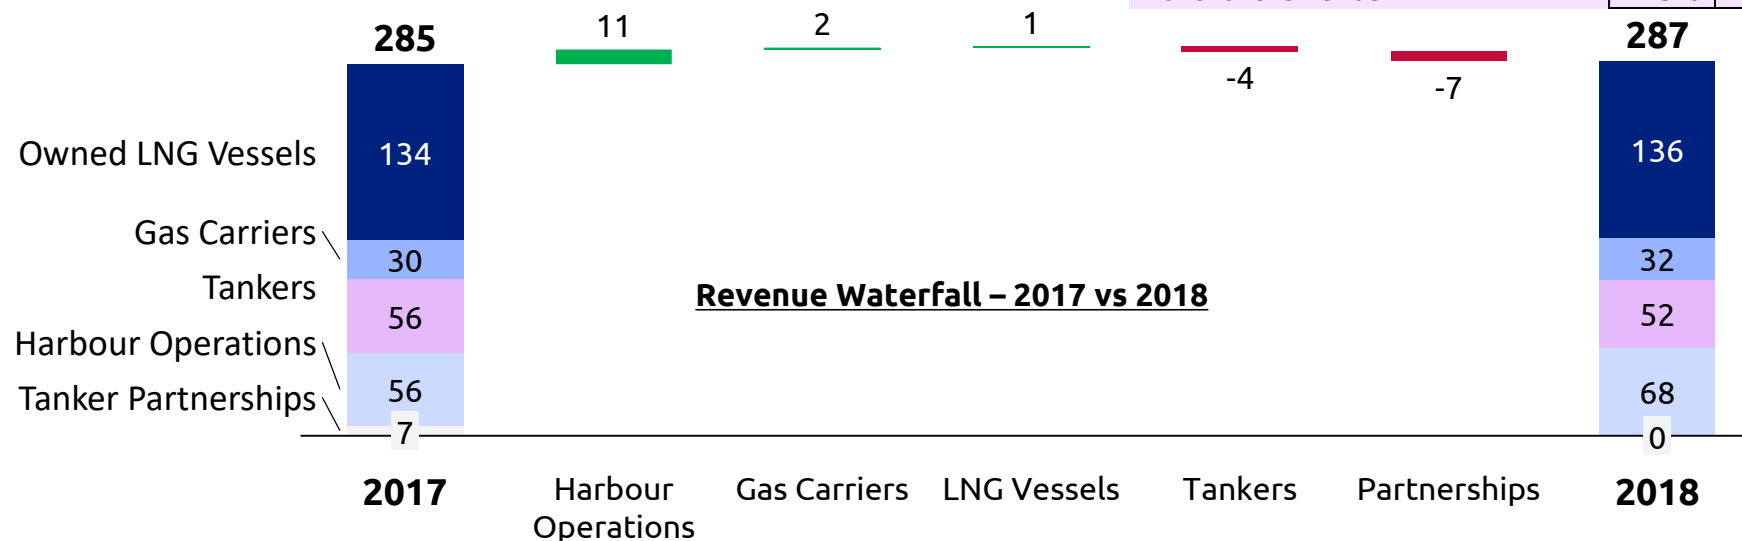 285
11
2
1
-4
-7
287
Owned LNG Vessels
134
136
Gas Carriers
30
32
Tankers
56
52
Revenue Waterfall – 2017 vs 2018
Harbour Operations
56
68
Tanker Partnerships
7
0
2017
Harbour
Operations
Gas Carriers
LNG Vessels
Tankers
Partnerships
2018